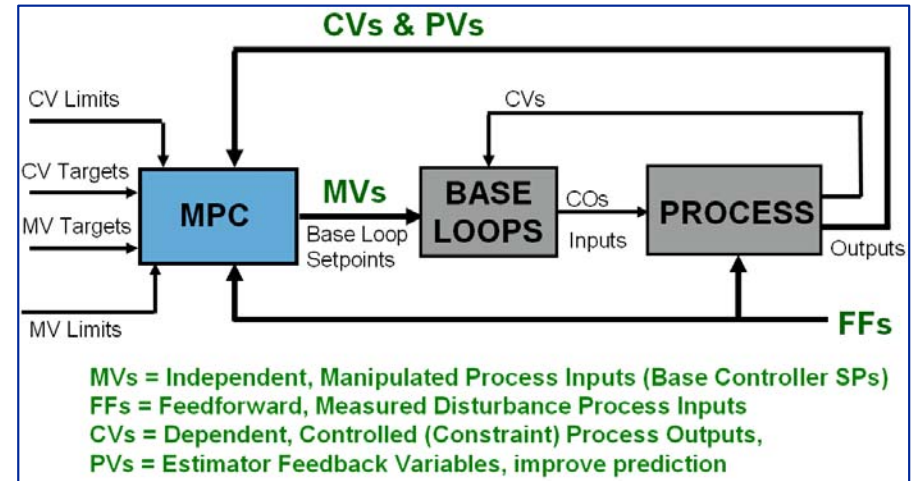 CVs & PVs
CV Limits
CVs
CV Targets
MV Targets
MPC
MVs
Base Loop
Setpoints
BASE
LOOPS
COs
Inputs
PROCESS
Outputs
MV Limits
FFs
MVs = Independent, Manipulated Process Inputs (Base Controller SPs)
FFs = Feedforward, Measured Disturbance Process Inputs
CVs = Dependent, Controlled (Constraint) Process Outputs,
PVs = Estimator Feedback Variables, improve prediction